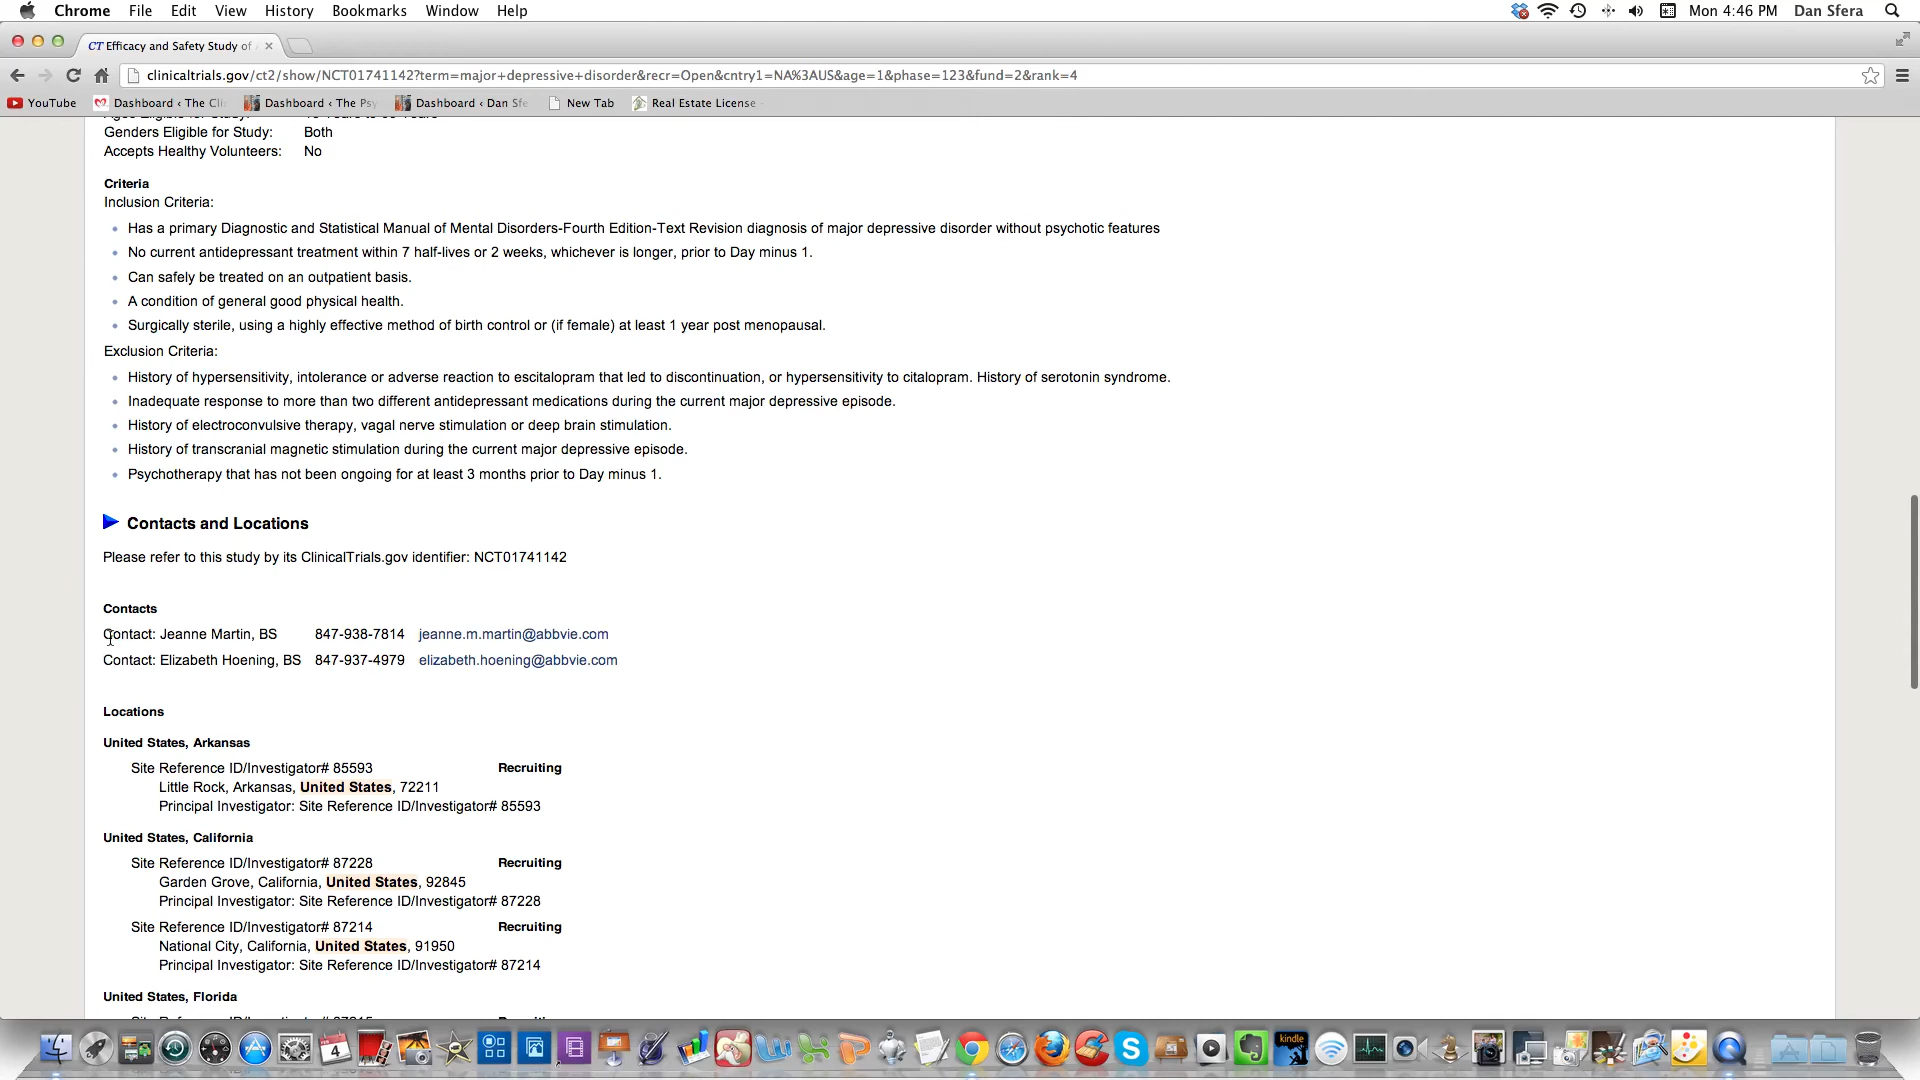 Chrome File Edit View History Bookmarks Window Help Mon 4:46 PM Dan Sfera
CT Efficacy and Safety Study of
clinicaltrials.gov/ct2/show/NCT01741142?term=major+depressive+disorder&recr=Open&cntry1=NA%3AUS&age=1&phase=123&fund=2&rank=4
YouTube Dashboard ‹ The Cli Dashboard ‹ The Psy Dashboard ‹ Dan Sfe New Tab Real Estate License
Genders Eligible for Study: Both
Accepts Healthy Volunteers: No
Criteria
Inclusion Criteria:
Has a primary Diagnostic and Statistical Manual of Mental Disorders-Fourth Edition-Text Revision diagnosis of major depressive disorder without psychotic features
No current antidepressant treatment within 7 half-lives or 2 weeks, whichever is longer, prior to Day minus 1.
Can safely be treated on an outpatient basis.
A condition of general good physical health.
Surgically sterile, using a highly effective method of birth control or (if female) at least 1 year post menopausal.
Exclusion Criteria:
History of hypersensitivity, intolerance or adverse reaction to escitalopram that led to discontinuation, or hypersensitivity to citalopram. History of serotonin syndrome.
Inadequate response to more than two different antidepressant medications during the current major depressive episode.
History of electroconvulsive therapy, vagal nerve stimulation or deep brain stimulation.
History of transcranial magnetic stimulation during the current major depressive episode.
Psychotherapy that has not been ongoing for at least 3 months prior to Day minus 1.
Contacts and Locations
Please refer to this study by its ClinicalTrials.gov identifier: NCT01741142
Contacts
Contact: Jeanne Martin, BS 847-938-7814 jeanne.m.martin@abbvie.com
Contact: Elizabeth Hoening, BS 847-937-4979 elizabeth.hoening@abbvie.com
Locations
United States, Arkansas
Site Reference ID/Investigator# 85593 Recruiting
Little Rock, Arkansas, United States, 72211
Principal Investigator: Site Reference ID/Investigator# 85593
United States, California
Site Reference ID/Investigator# 87228 Recruiting
Garden Grove, California, United States, 92845
Principal Investigator: Site Reference ID/Investigator# 87228
Site Reference ID/Investigator# 87214 Recruiting
National City, California, United States, 91950
Principal Investigator: Site Reference ID/Investigator# 87214
United States, Florida
4 kindle